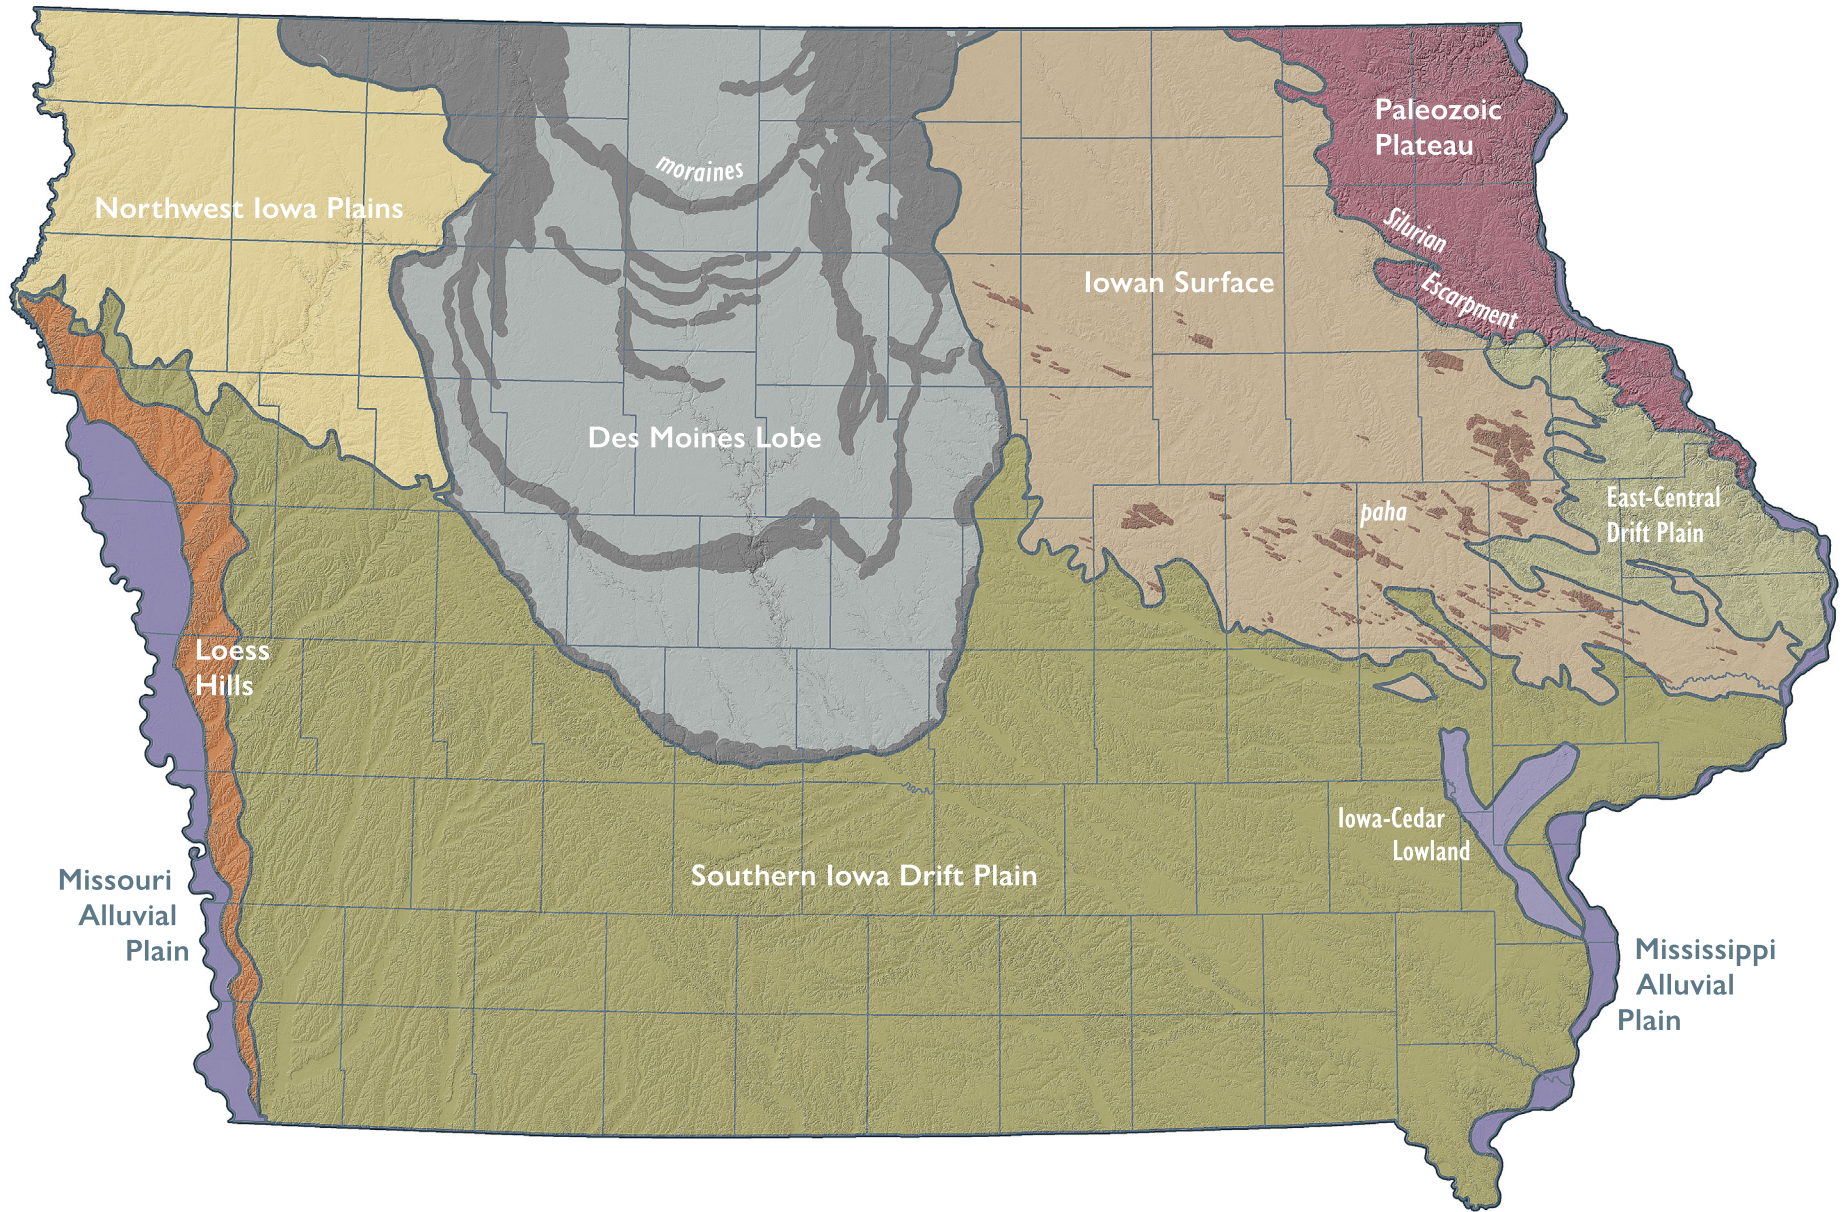 Paleozoic
Plateau
moraines
Northwest Iowa Plains
Silurian
Escarpment
Iowan Surface
Des Moines Lobe
East-Central
Drift Plain
paha
Loess
Hills
Iowa-Cedar
Lowland
Southern Iowa Drift Plain
Missouri
Alluvial
Plain
Mississippi
Alluvial
Plain